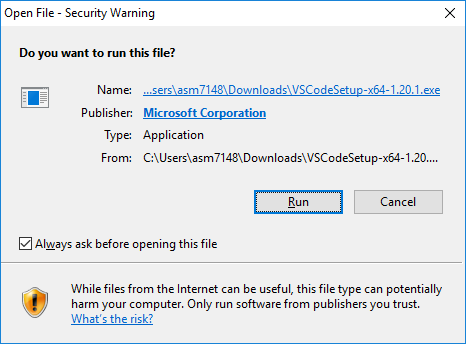 Open File - Security Warning
Do you want to run this file?
Name: ...sers\asm7148\Downloads\VSCodeSetup-x64-1.20.1.exe
Publisher: Microsoft Corporation
Type: Application
From: C:\Users\asm7148\Downloads\VSCodeSetup-x64-1.20....
Run Cancel
Always ask before opening this file
While files from the Internet can be useful, this file type can potentially
harm your computer. Only run software from publishers you trust.
What's the risk?